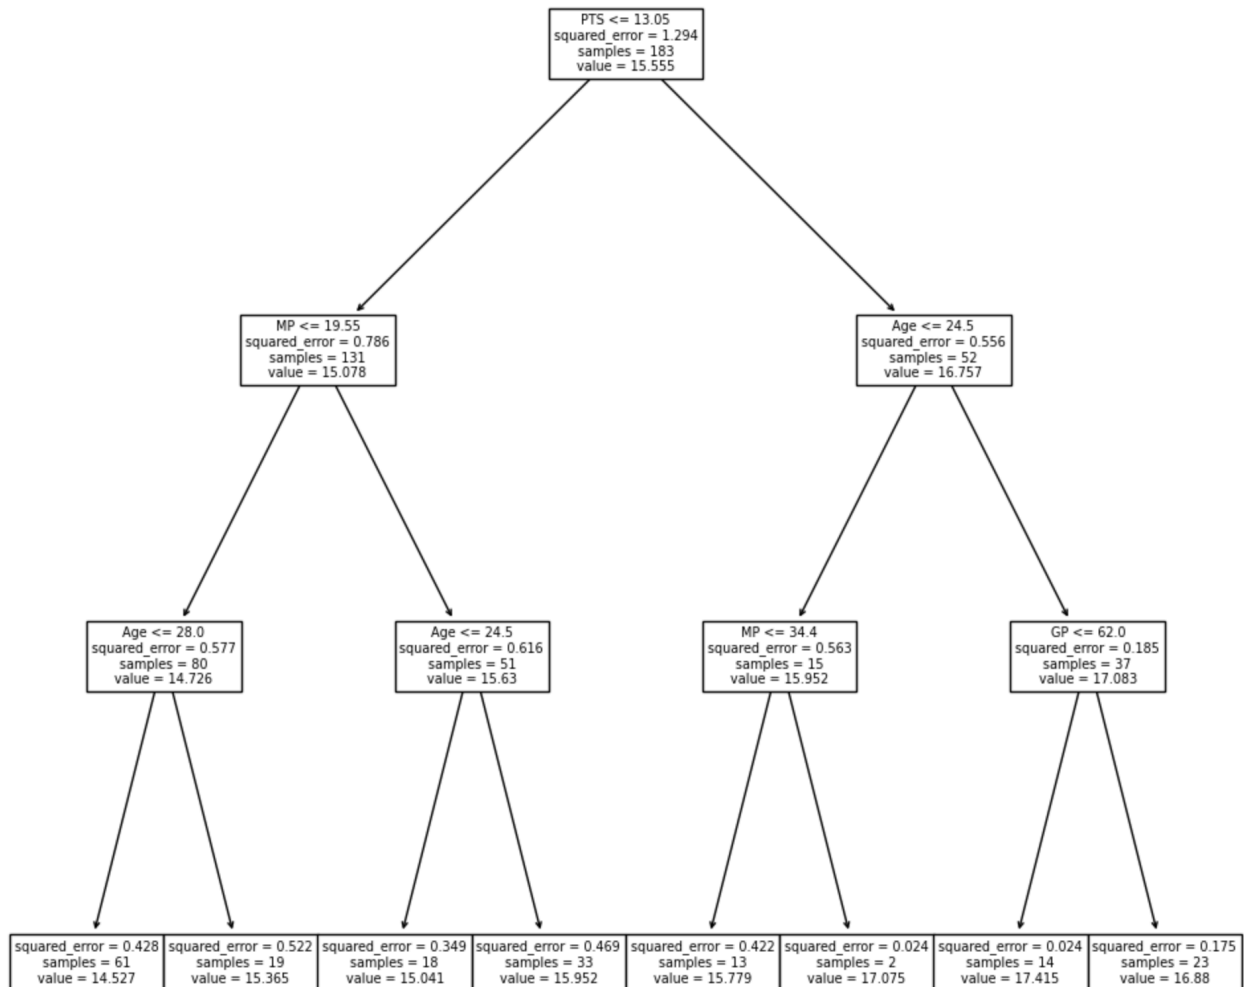 PTS <= 13.05
squared_error = 1.294
samples = 183
value = 15.555
MP <= 19.55
squared_error = 0.786
samples = 131
value = 15.078
Age <= 24.5
squared_error = 0.556
samples = 52
value = 16.757
Age <= 28.0
squared_error = 0.577
samples = 80
value = 14.726
Age <= 24.5
squared_error = 0.616
samples = 51
value = 15.63
MP <= 34.4
squared_error = 0.563
samples = 15
value = 15.952
GP <= 62.0
squared_error = 0.185
samples = 37
value = 17.083
squared_error = 0.428
samples = 61
value = 14.527
squared_error = 0.522
samples = 19
value = 15.365
squared_error = 0.349
samples = 18
value = 15.041
squared_error = 0.469
samples = 33
value = 15.952
squared_error = 0.422
samples = 13
value = 15.779
squared_error = 0.024
samples = 2
value = 17.075
squared_error = 0.024
samples = 14
value = 17.415
squared_error = 0.175
samples = 23
value = 16.88